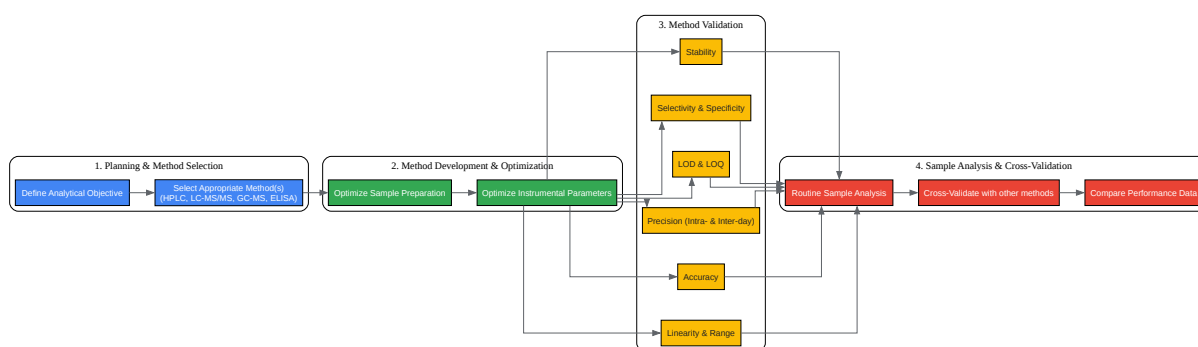 1. Planning & Method Selection
Define Analytical Objective
Select Appropriate Method(s)
(HPLC, LC-MS/MS, GC-MS, ELISA)
2. Method Development & Optimization
Optimize Sample Preparation
Optimize Instrumental Parameters
3. Method Validation
Stability
Selectivity & Specificity
LOD & LOQ
Precision (Intra- & Inter-day)
Accuracy
Linearity & Range
4. Sample Analysis & Cross-Validation
Routine Sample Analysis
Cross-Validate with other methods
Compare Performance Data